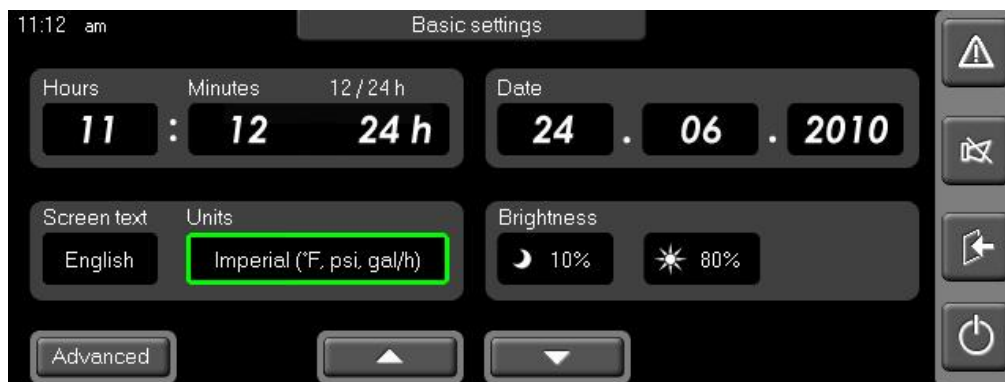 11:12 am Basic settings
Hours Minutes 12/24 h Date
11 : 12 24 h 24 . 06 . 2010
Screen text Units Brightness
English Imperial (°F, psi, gal/h) 10% 80%
Advanced